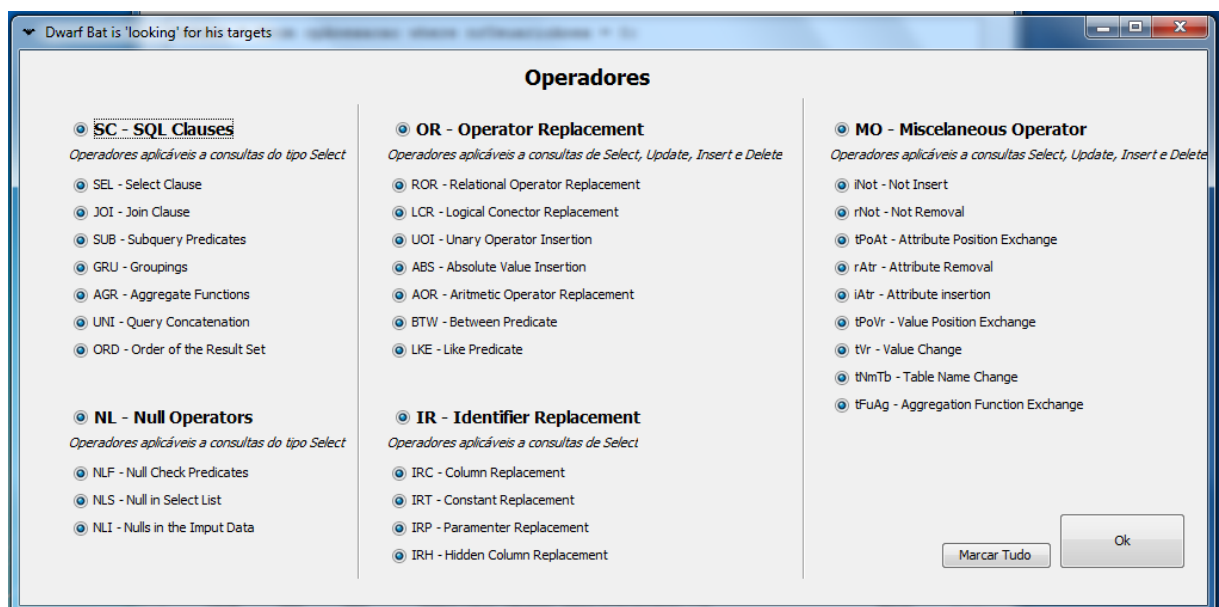 Dwarf Bat is 'looking' for his targets
Operadores
SC - SQL Clauses
Operadores aplicáveis a consultas do tipo Select
SEL - Select Clause
JOI - Join Clause
SUB - Subquery Predicates
GRU - Groupings
AGR - Aggregate Functions
UNI - Query Concatenation
ORD - Order of the Result Set
NL - Null Operators
Operadores aplicáveis a consultas do tipo Select
NLF - Null Check Predicates
NLS - Null in Select List
NLI - Nulls in the Imput Data
OR - Operator Replacement
Operadores aplicáveis a consultas de Select, Update, Insert e Delete
ROR - Relational Operator Replacement
LCR - Logical Conector Replacement
UOI - Unary Operator Insertion
ABS - Absolute Value Insertion
AOR - Aritmetic Operator Replacement
BTW - Between Predicate
LKE - Like Predicate
IR - Identifier Replacement
Operadores aplicáveis a consultas de Select
IRC - Column Replacement
IRT - Constant Replacement
IRP - Paramenter Replacement
IRH - Hidden Column Replacement
MO - Miscelaneous Operator
Operadores aplicáveis a consultas Select, Update, Insert e Delete
iNot - Not Insert
rNot - Not Removal
tPoAt - Attribute Position Exchange
rAtr - Attribute Removal
iAtr - Attribute insertion
tPoVr - Value Position Exchange
tVr - Value Change
tNmTb - Table Name Change
tFuAg - Aggregation Function Exchange
Marcar Tudo
Ok